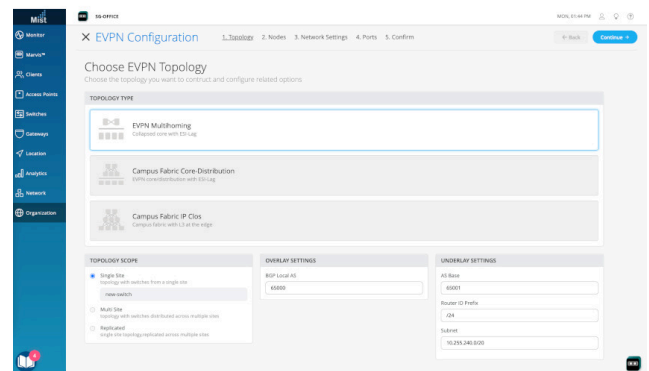 Mist
SG-OFFICE
MON, 01:44 PM
Monitor
Marvis™
Clients
Access Points
Switches
Gateways
Location
Analytics
Network
Organization
EVPN Configuration
1. Topology 2. Nodes 3. Network Settings 4. Ports 5. Confirm
← Back
Continue →
Choose EVPN Topology
Choose the topology you want to contruct and configure related options
TOPOLOGY TYPE
EVPN Multihoming
Collapsed core with ESI-Lag
Campus Fabric Core-Distribution
EVPN core/distribution with ESI-Lag
Campus Fabric IP Clos
Campus fabric with L3 at the edge
TOPOLOGY SCOPE
Single Site
topology with switches from a single site
new-switch
Multi Site
topology with switches distributed across multiple sites
Replicated
single site topology replicated across multiple sites
OVERLAY SETTINGS
BGP Local AS
65000
UNDERLAY SETTINGS
AS Base
65001
Router ID Prefix
/24
Subnet
10.255.240.0/20